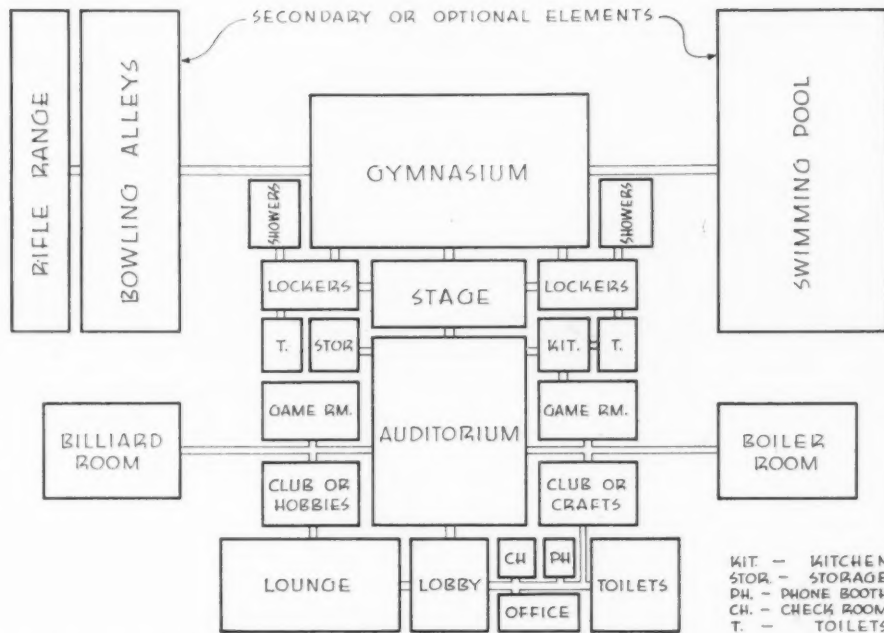 SECONDARY OR OPTIONAL ELEMENTS
RIFLE RANGE
BOWLING ALLEYS
GYMNASIUM
SWIMMING POOL
SHOWERS
SHOWERS
LOCKERS
STAGE
LOCKERS
T.
STOR
KIT.
T.
GAME RM.
AUDITORIUM
GAME RM.
BILLIARD
ROOM
BOILER
ROOM
CLUB OR
HOBBIES
CLUB OR
CRAFTS
LOUNGE
LOBBY
CH
PH
OFFICE
TOILETS
KIT. - KITCHEN
STOR. - STORAGE
PH. - PHONE BOOTH
CH. - CHECK ROOM
T. - TOILETS